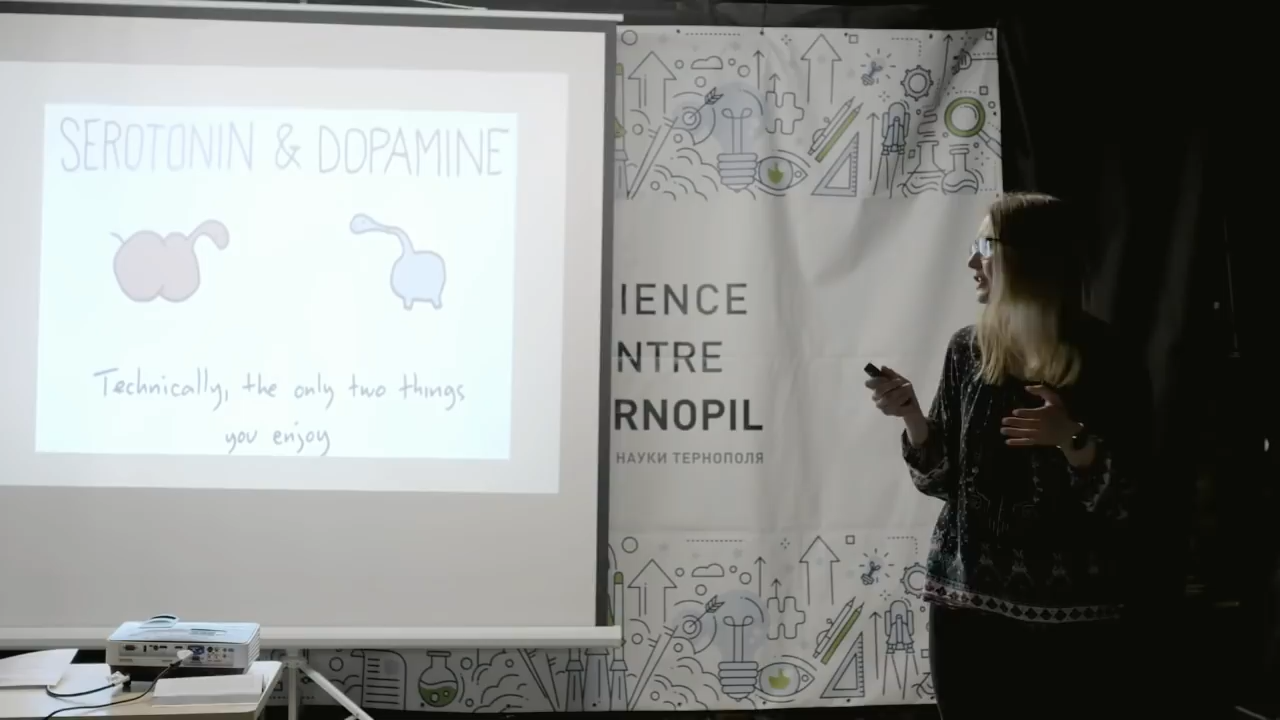 SEROTONIN & DOPAMINE
Technically, the only two things
you enjoy
IENCE
NTRE
RNOPIL
НАУКИ ТЕРНОПОЛЯ